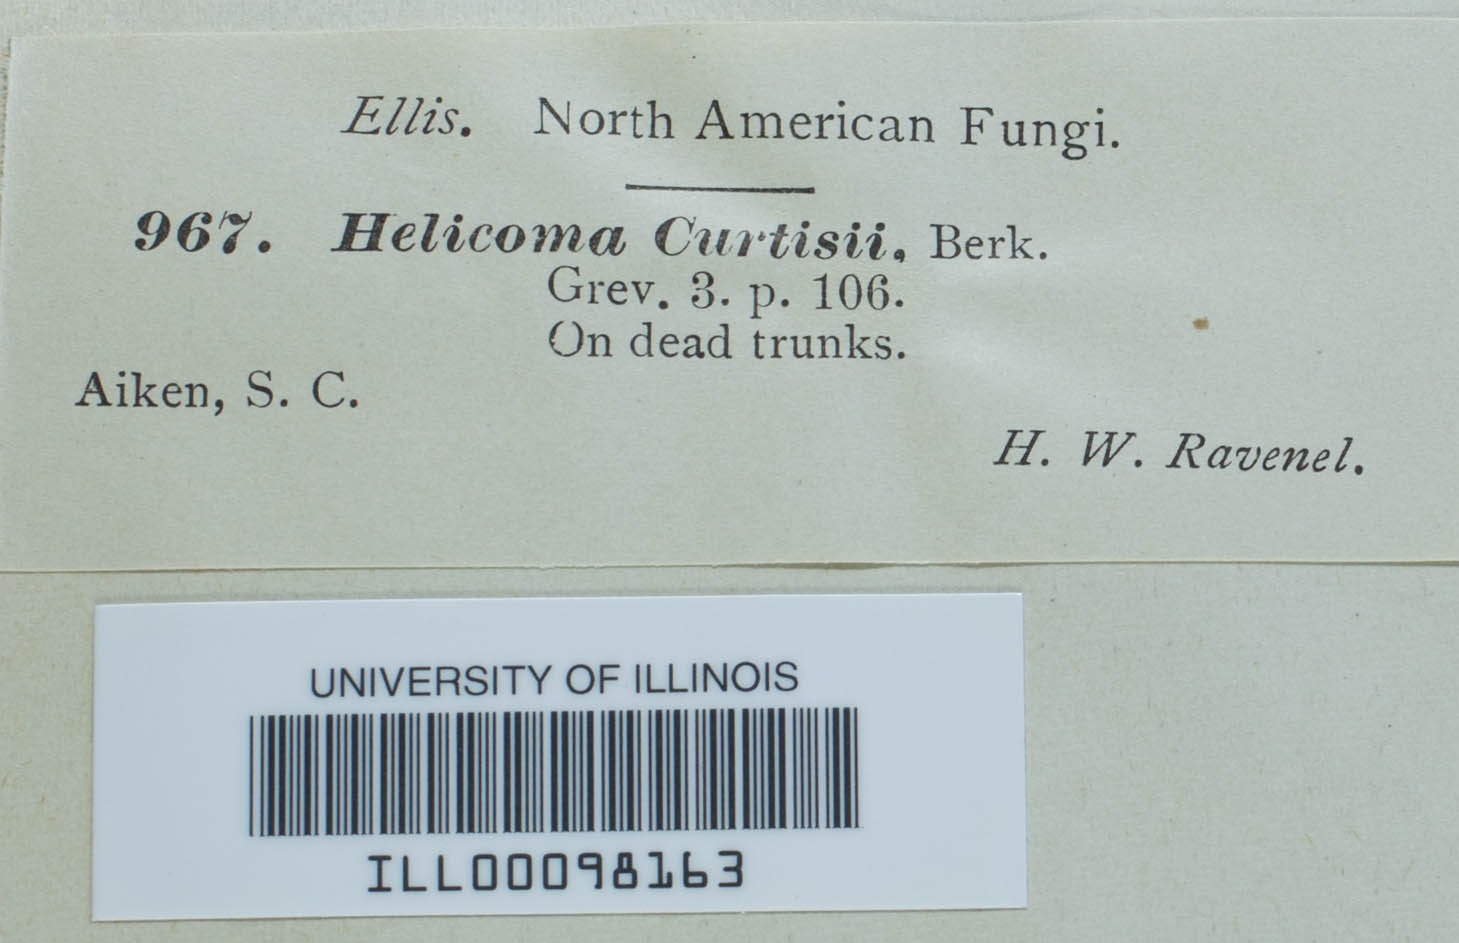 Ellis. North American Fungi.
967. Helicoma Curtisii, Berk.
Grev. 3. p. 106.
On dead trunks.
Aiken, S. C.
H. W. Ravenel.
UNIVERSITY OF ILLINOIS
ILL00098163